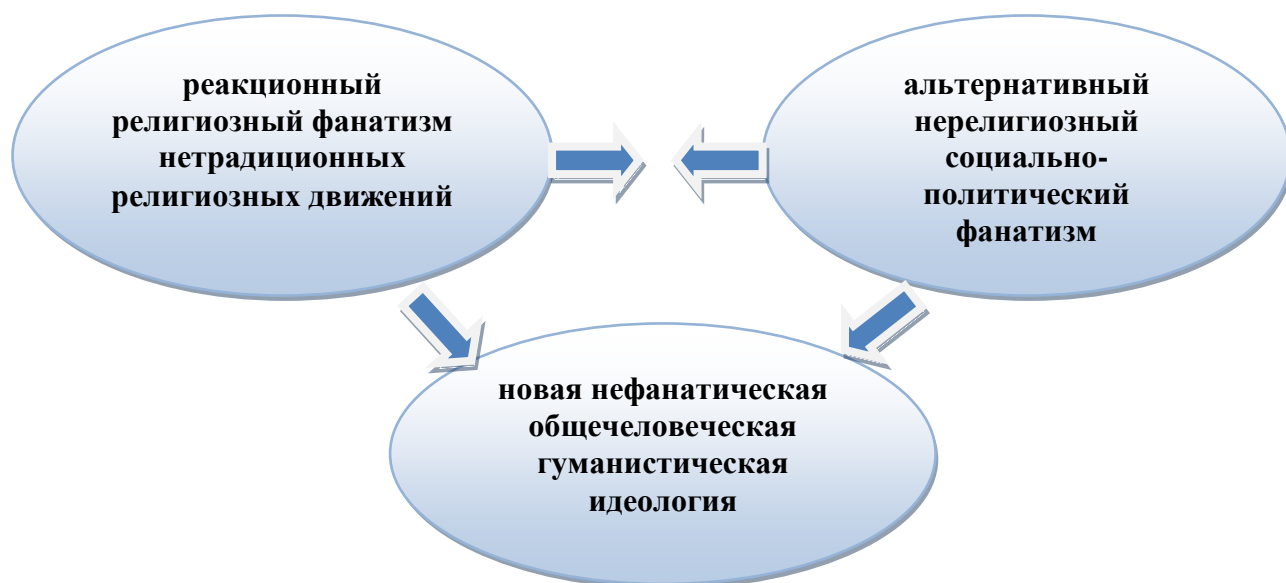 реакционный
религиозный фанатизм
нетрадиционных
религиозных движений
альтернативный
нерелигиозный
социально-
политический
фанатизм
новая нефанатическая
общечеловеческая
гуманистическая
идеология